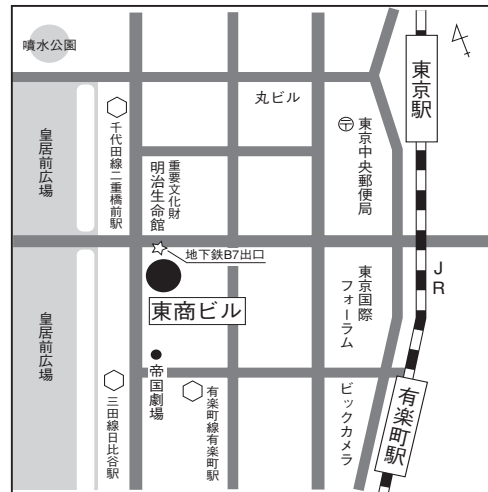 噴水公園
丸ビル
東京駅
皇居前広場
千代田線二重橋前駅
重要文化財
明治生命館
〒
東京中央郵便局
地下鉄B7出口
東商ビル
東京国際
フォーラム
JR
皇居前広場
帝国劇場
三田線日比谷駅
有楽町線有楽町駅
ビックカメラ
有楽町駅